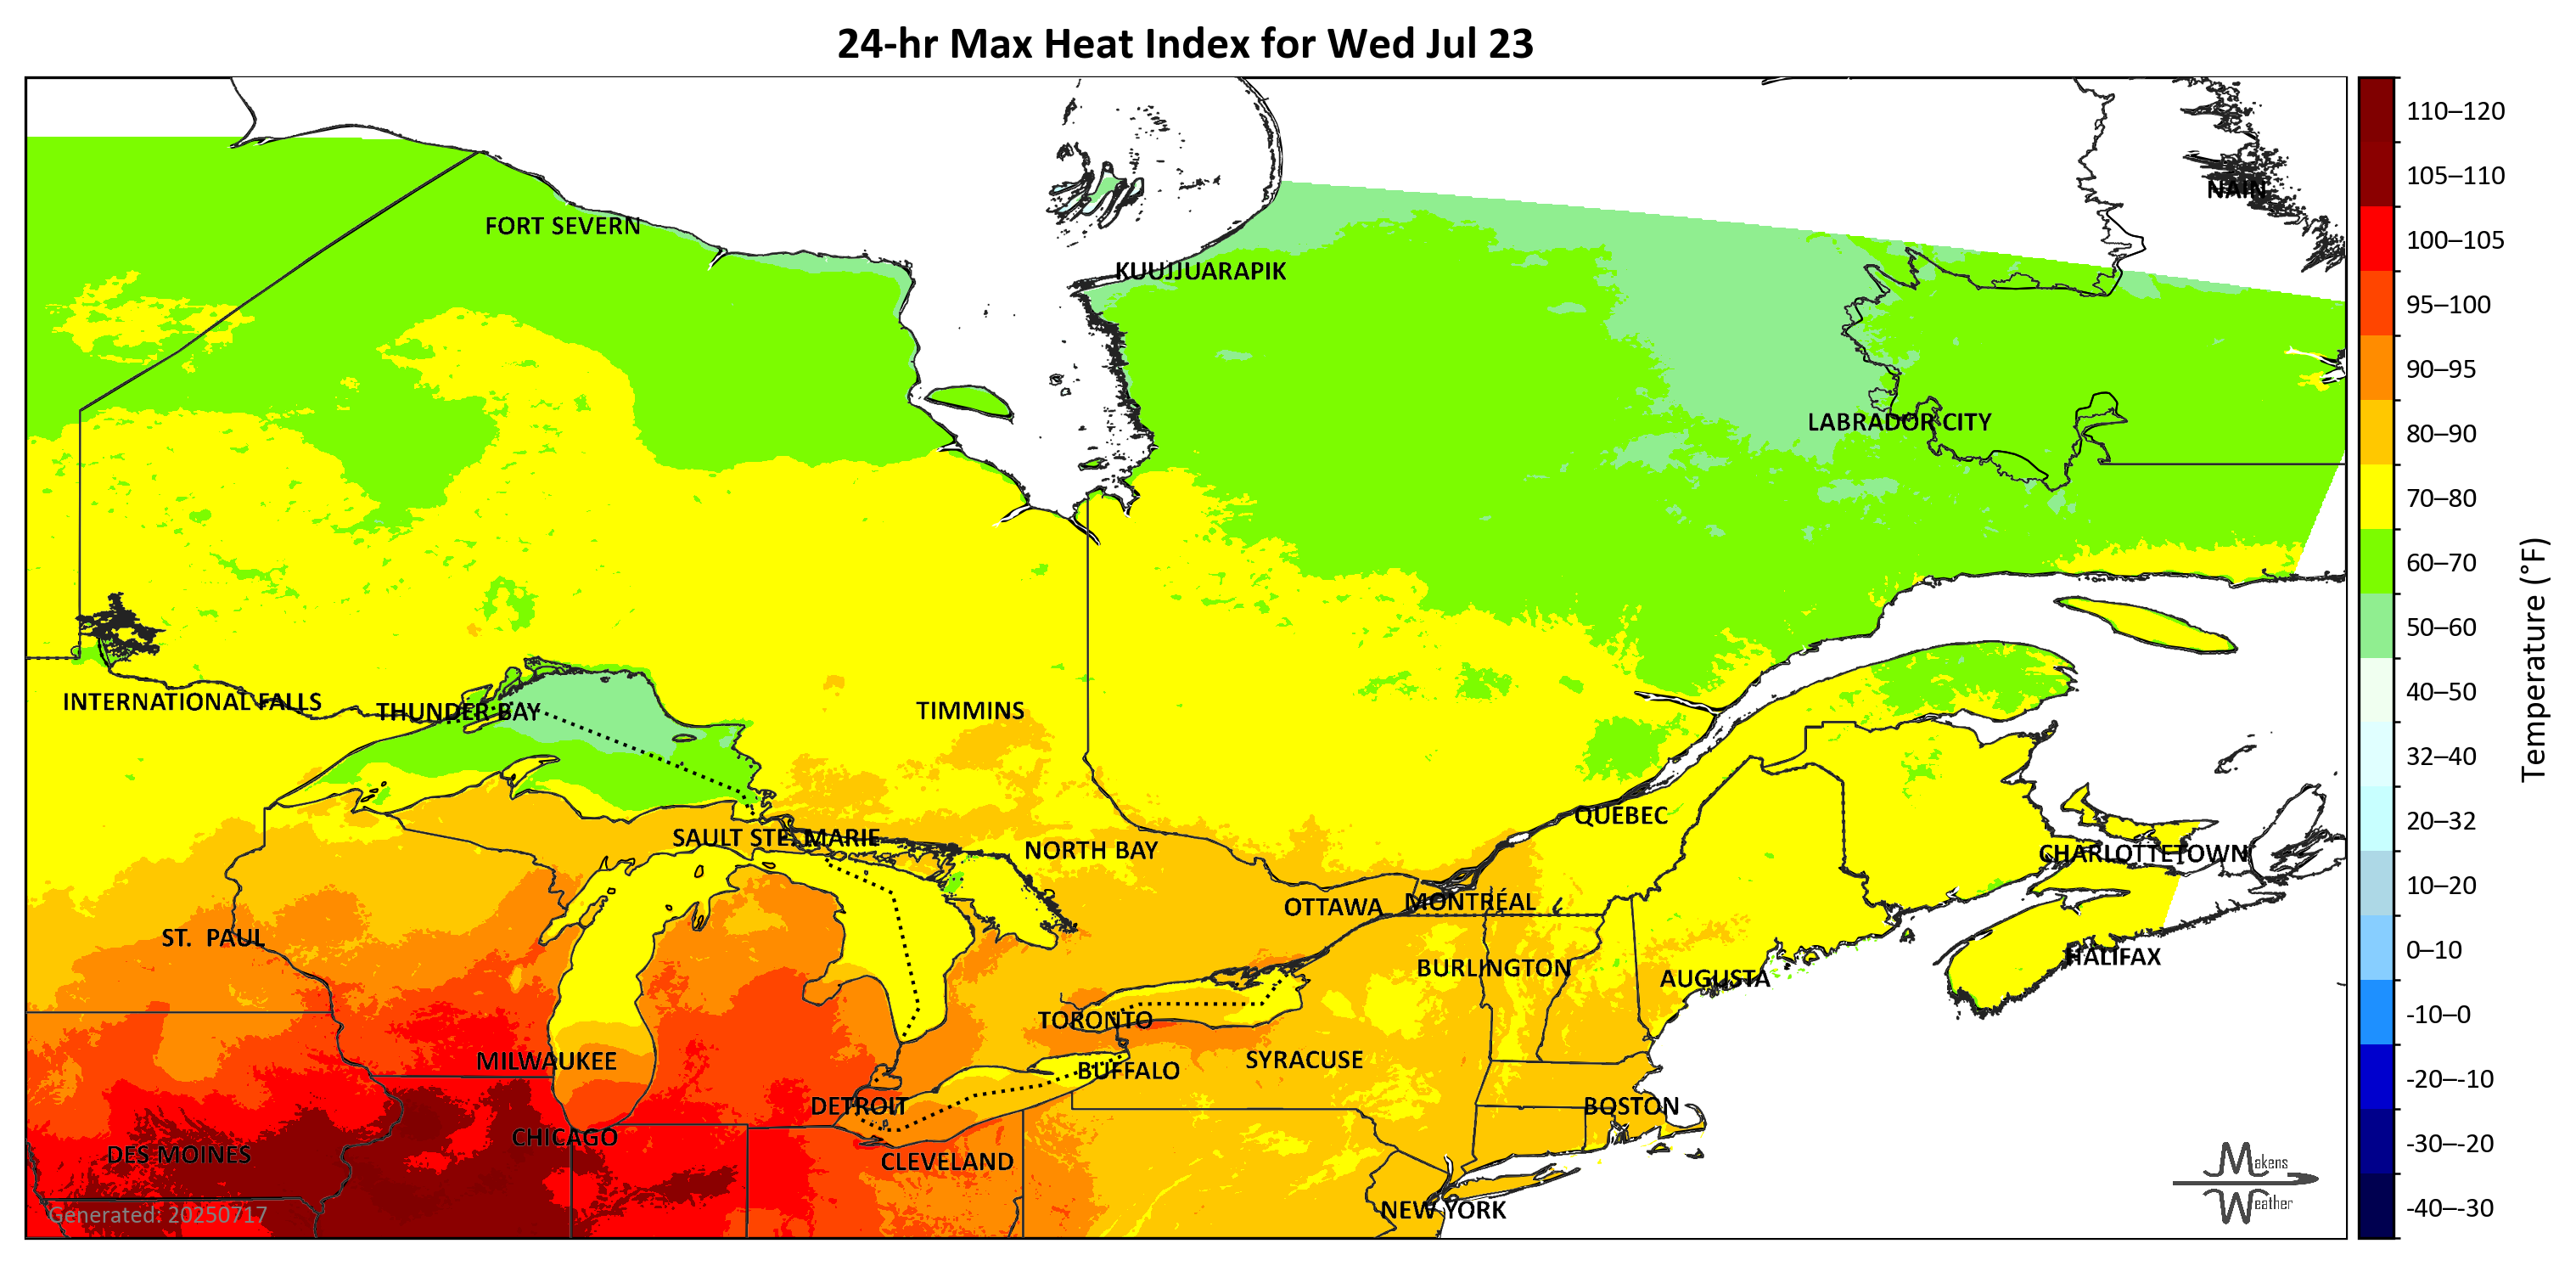 24-hr Max Heat Index for Wed Jul 23
110–120
105–110
100–105
95–100
90–95
80–90
70–80
60–70
50–60
40–50
32–40
20–32
10–20
0–10
-10–0
-20–-10
-30–-20
-40–-30
Temperature (°F)
NAIN
FORT SEVERN
KUUJJUARAPIK
LABRADOR CITY
INTERNATIONAL FALLS
THUNDER BAY
TIMMINS
QUÉBEC
SAULT STE. MARIE
NORTH BAY
CHARLOTTETOWN
OTTAWA
MONTRÉAL
ST.  PAUL
HALIFAX
BURLINGTON
AUGUSTA
TORONTO
MILWAUKEE
SYRACUSE
BUFFALO
DETROIT
BOSTON
CHICAGO
DES MOINES
CLEVELAND
NEW YORK
Generated: 20250717
Makens
Weather